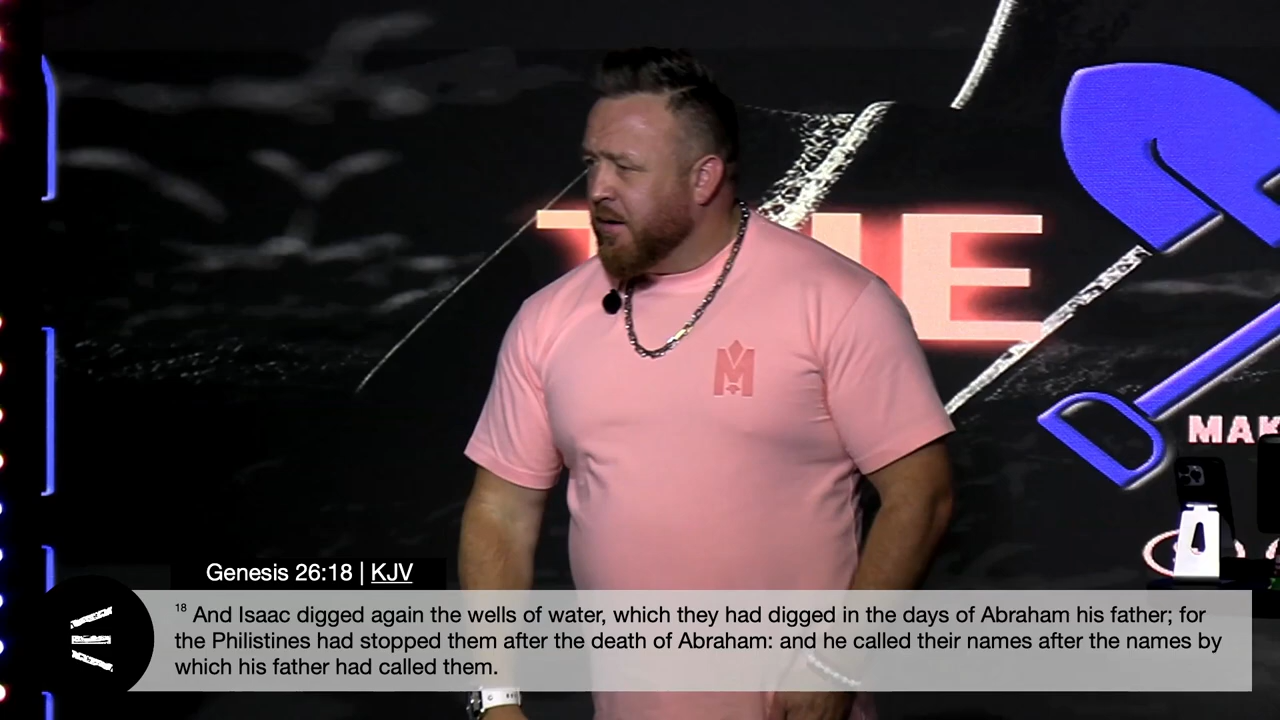 THE
M
MAK
Genesis 26:18 | KJV
18 And Isaac digged again the wells of water, which they had digged in the days of Abraham his father; for
the Philistines had stopped them after the death of Abraham: and he called their names after the names by
which his father had called them.